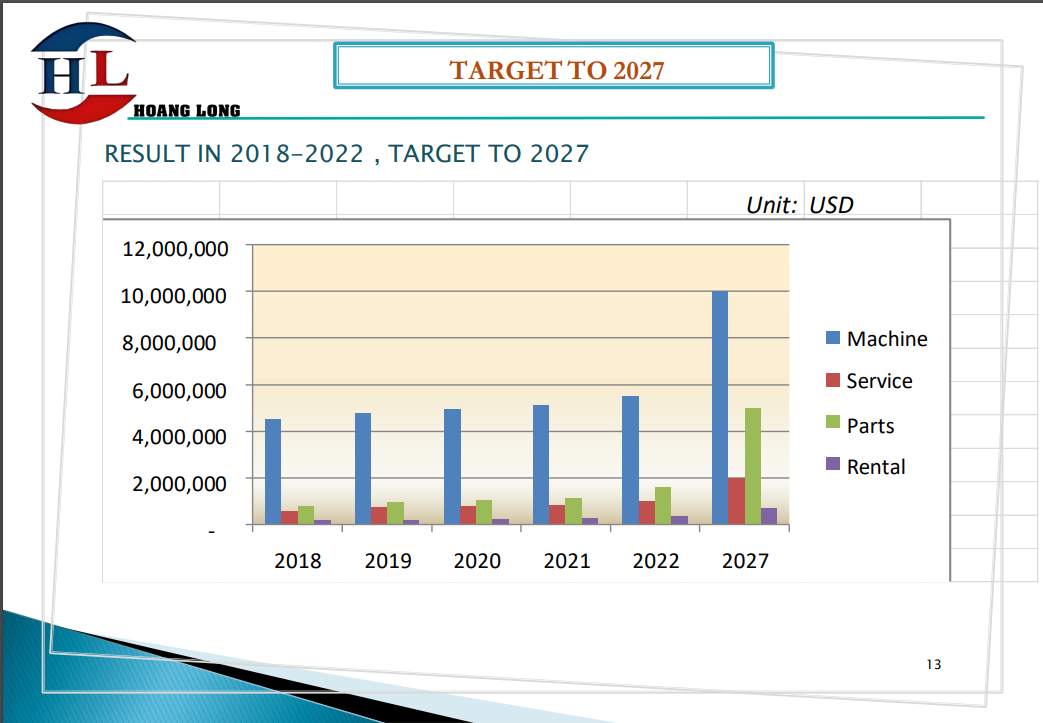 TARGET TO 2027
HL
HOANG LONG
RESULT IN 2018-2022 , TARGET TO 2027
Unit: USD
12,000,000
10,000,000
8,000,000
6,000,000
4,000,000
2,000,000
-
2018 2019 2020 2021 2022 2027
Machine
Service
Parts
Rental
13